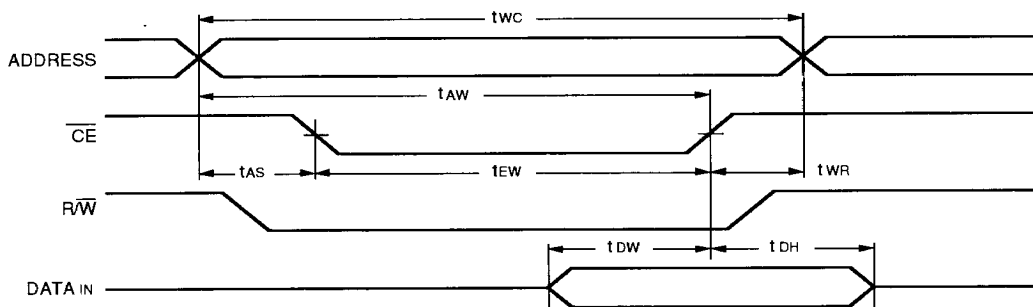 tWC
ADDRESS
tAW
CE
tAS
tEW
tWR
R/W
tDW
tDH
DATA IN